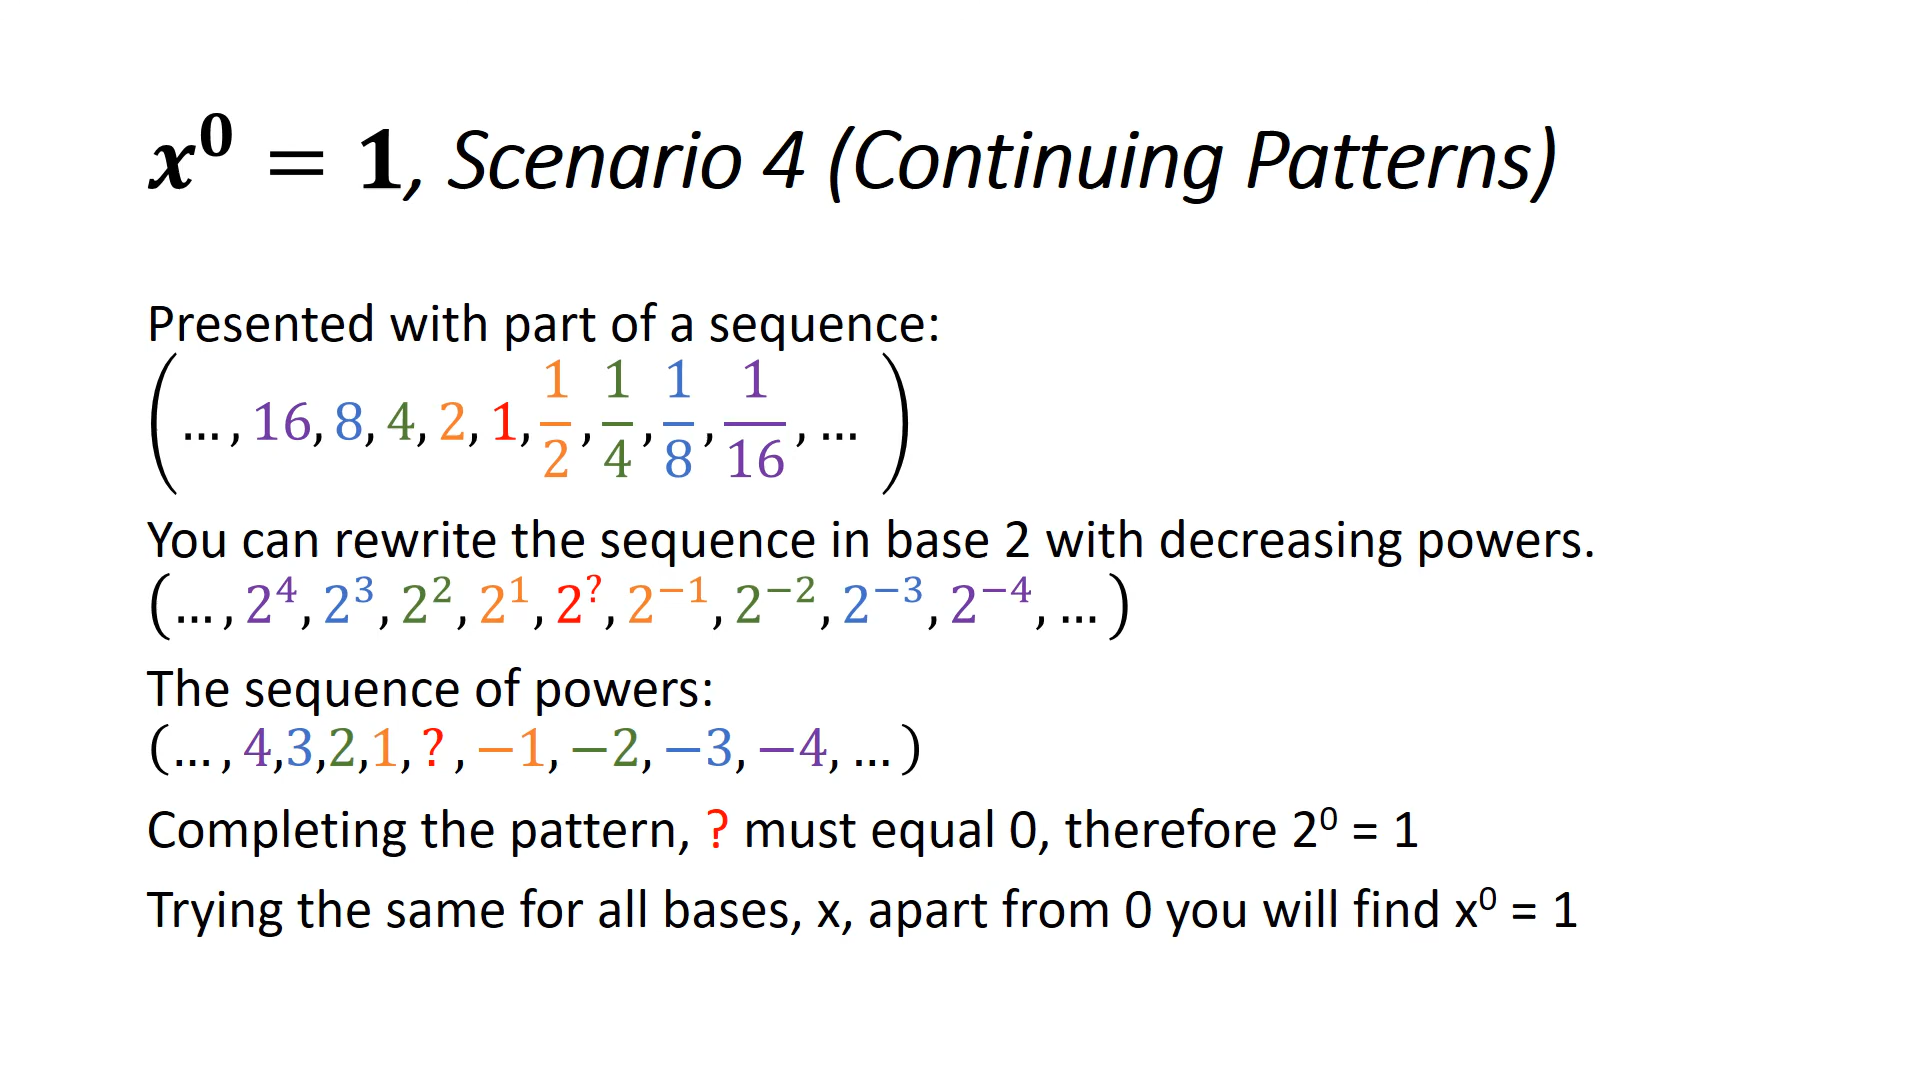 x⁰ = 1, Scenario 4 (Continuing Patterns)
Presented with part of a sequence:
(… , 16, 8, 4, 2, 1, 1/2, 1/4, 1/8, 1/16, …)
You can rewrite the sequence in base 2 with decreasing powers.
(… , 2⁴, 2³, 2², 2¹, 2^?, 2⁻¹, 2⁻², 2⁻³, 2⁻⁴, …)
The sequence of powers:
(… , 4,3,2,1, ?, −1, −2, −3, −4, …)
Completing the pattern, ? must equal 0, therefore 2⁰ = 1
Trying the same for all bases, x, apart from 0 you will find x⁰ = 1